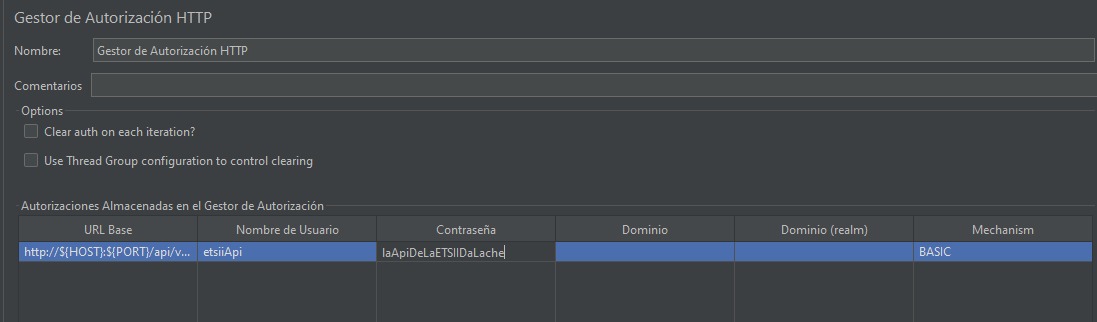 Gestor de Autorización HTTP
Nombre: Gestor de Autorización HTTP
Comentarios
Options
Clear auth on each iteration?
Use Thread Group configuration to control clearing
Autorizaciones Almacenadas en el Gestor de Autorización
URL Base Nombre de Usuario Contraseña Dominio Dominio (realm) Mechanism
http://${HOST}:${PORT}/api/v... etsiiApi laApiDeLaETSIIDaLache BASIC